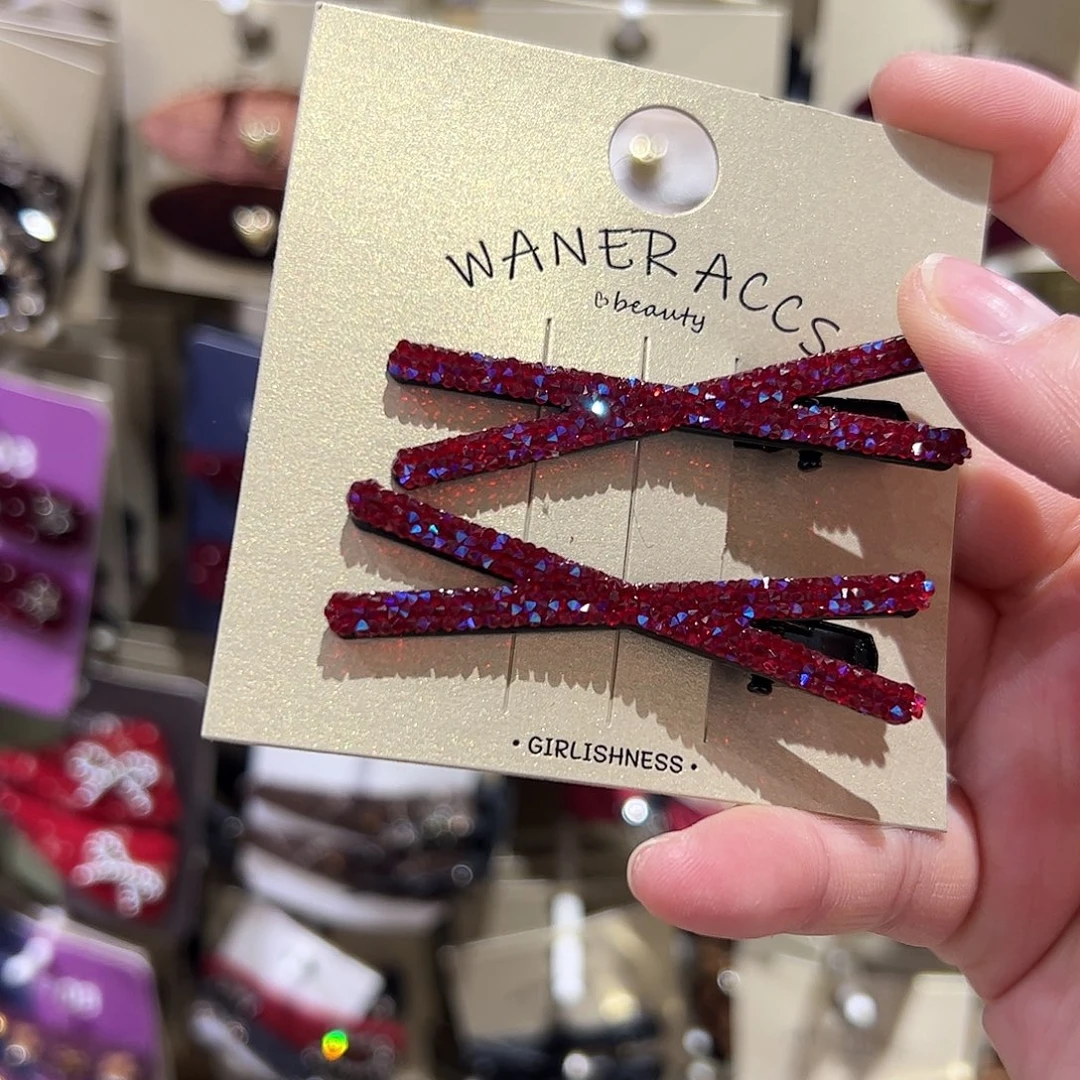 WANER ACCS
beauty
• GIRLISHNESS •